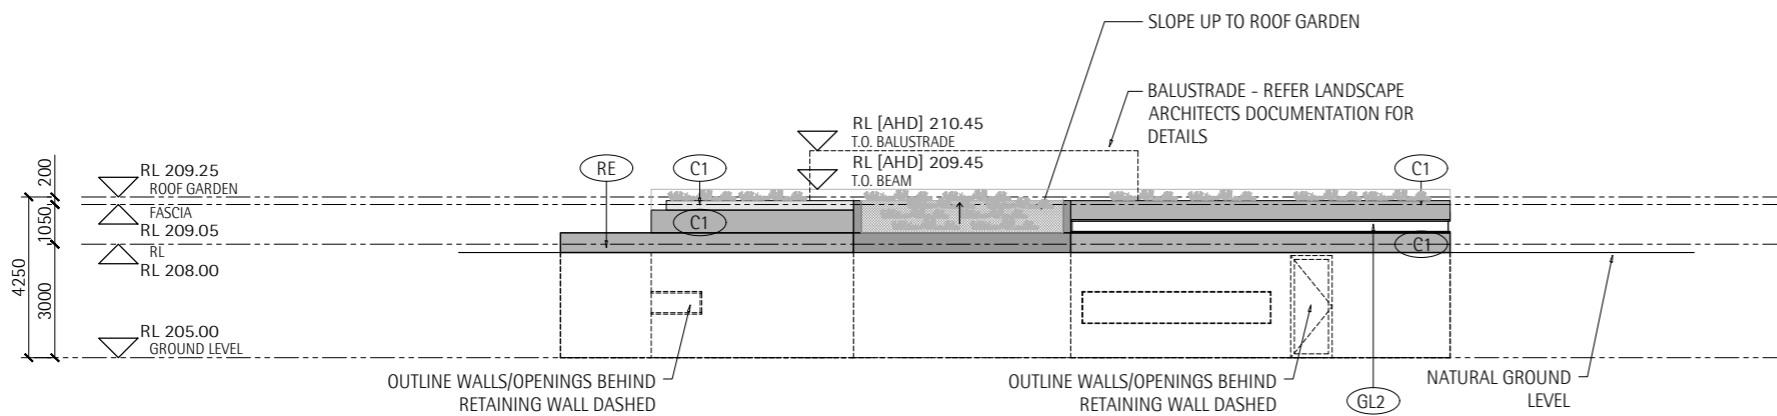 SLOPE UP TO ROOF GARDEN
BALUSTRADE - REFER LANDSCAPE
ARCHITECTS DOCUMENTATION FOR
DETAILS
RL [AHD] 210.45
T.O. BALUSTRADE
RL [AHD] 209.45
T.O. BEAM
RE
C1
C1
C1
C1
200
1050
3000
4250
RL 209.25
ROOF GARDEN
FASCIA
RL 209.05
RL
RL 208.00
RL 205.00
GROUND LEVEL
OUTLINE WALLS/OPENINGS BEHIND
RETAINING WALL DASHED
OUTLINE WALLS/OPENINGS BEHIND
RETAINING WALL DASHED
GL2
NATURAL GROUND
LEVEL